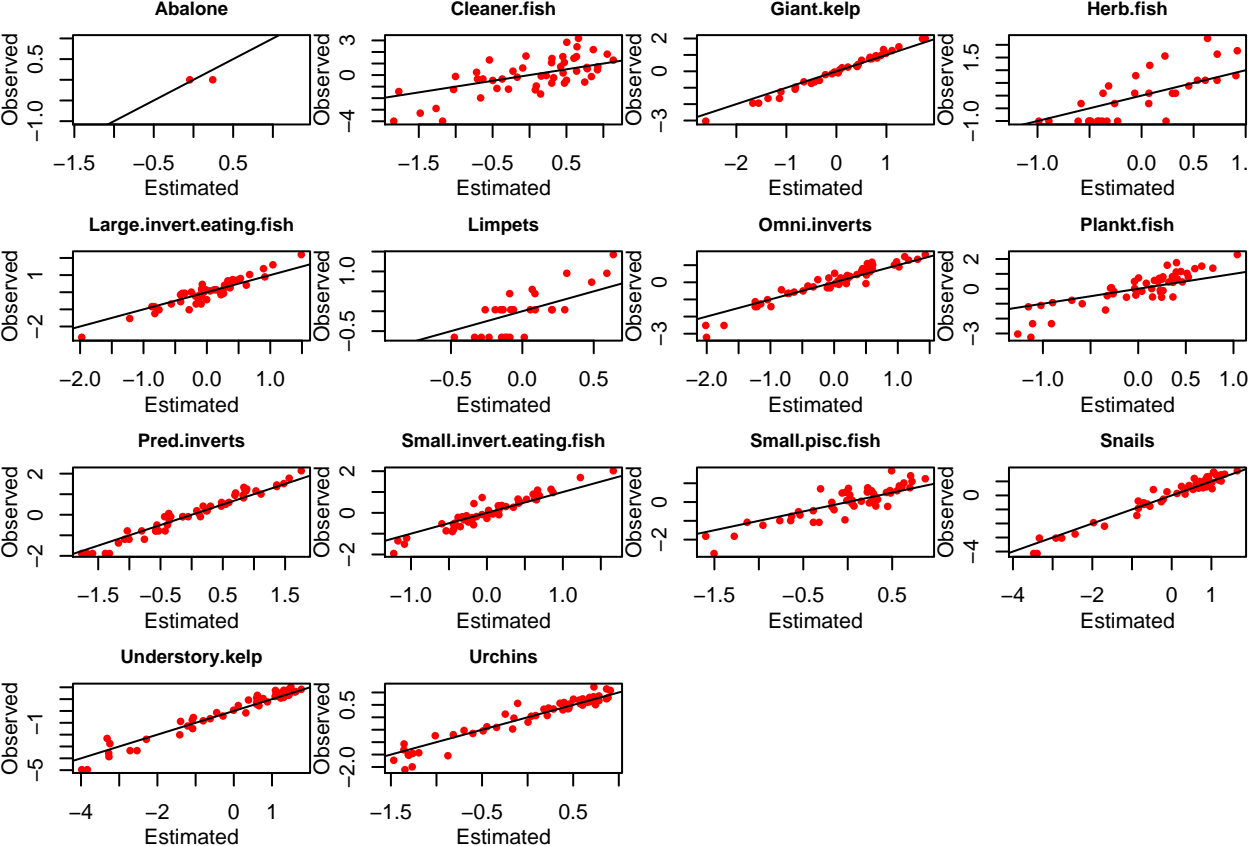 Abalone
Cleaner.fish
Giant.kelp
Herb.fish
Observed
−1.0 0.5
Observed
−4 0 3
Observed
−3 0 2
Observed
−1.0 1.5
−1.5 −0.5 0.5
−1.5 −0.5 0.5
−2 −1 0 1
−1.0 0.0 1.
Estimated
Estimated
Estimated
Estimated
Large.invert.eating.fish
Limpets
Omni.inverts
Plankt.fish
Observed
−2 1
Observed
−0.5 1.0
Observed
−3 0
Observed
−3 0 2
−2.0 −1.0 0.0 1.0
−0.5 0.0 0.5
−2.0 −1.0 0.0 1.0
−1.0 0.0 0.5 1.0
Estimated
Estimated
Estimated
Estimated
Pred.inverts
Small.invert.eating.fish
Small.pisc.fish
Snails
Observed
−2 0 2
Observed
−2 0 2
Observed
−2 0
Observed
−4 0
−1.5 −0.5 0.5 1.5
−1.0 0.0 1.0
−1.5 −0.5 0.5
−4 −2 0 1
Estimated
Estimated
Estimated
Estimated
Understory.kelp
Urchins
Observed
−5 −1
Observed
−2.0 0.5
−4 −2 0 1
−1.5 −0.5 0.5
Estimated
Estimated